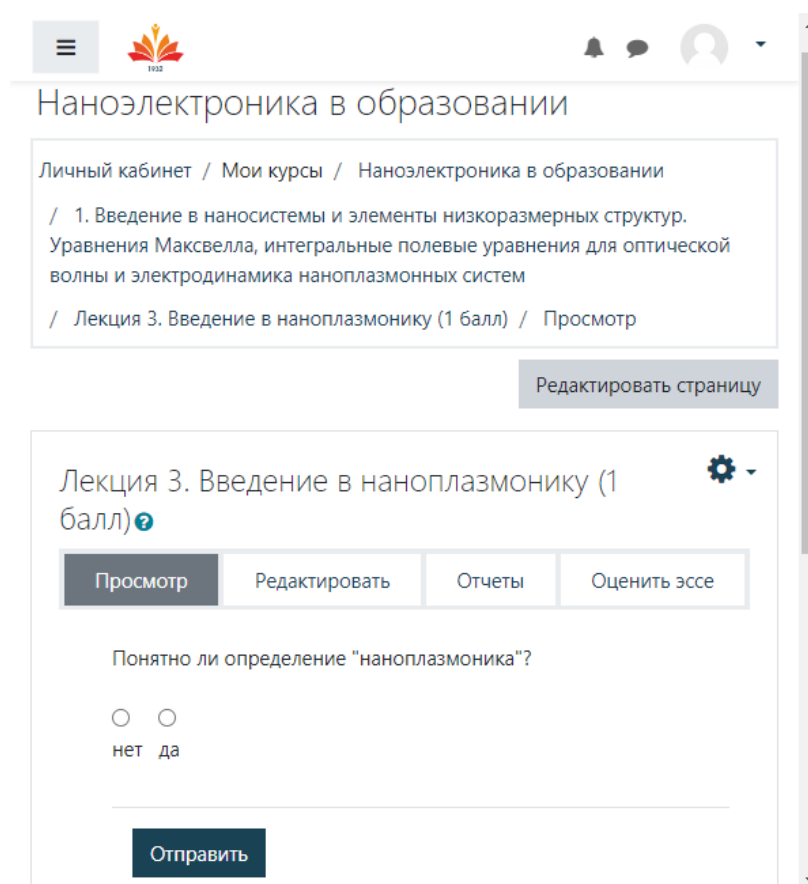 1932
Наноэлектроника в образовании
Личный кабинет / Мои курсы / Наноэлектроника в образовании
/ 1. Введение в наносистемы и элементы низкоразмерных структур.
Уравнения Максвелла, интегральные полевые уравнения для оптической
волны и электродинамика наноплазмонных систем
/ Лекция 3. Введение в наноплазмонику (1 балл) / Просмотр
Редактировать страницу
Лекция 3. Введение в наноплазмонику (1
балл)
Просмотр Редактировать Отчеты Оценить эссе
Понятно ли определение "наноплазмоника"?
нет да
Отправить